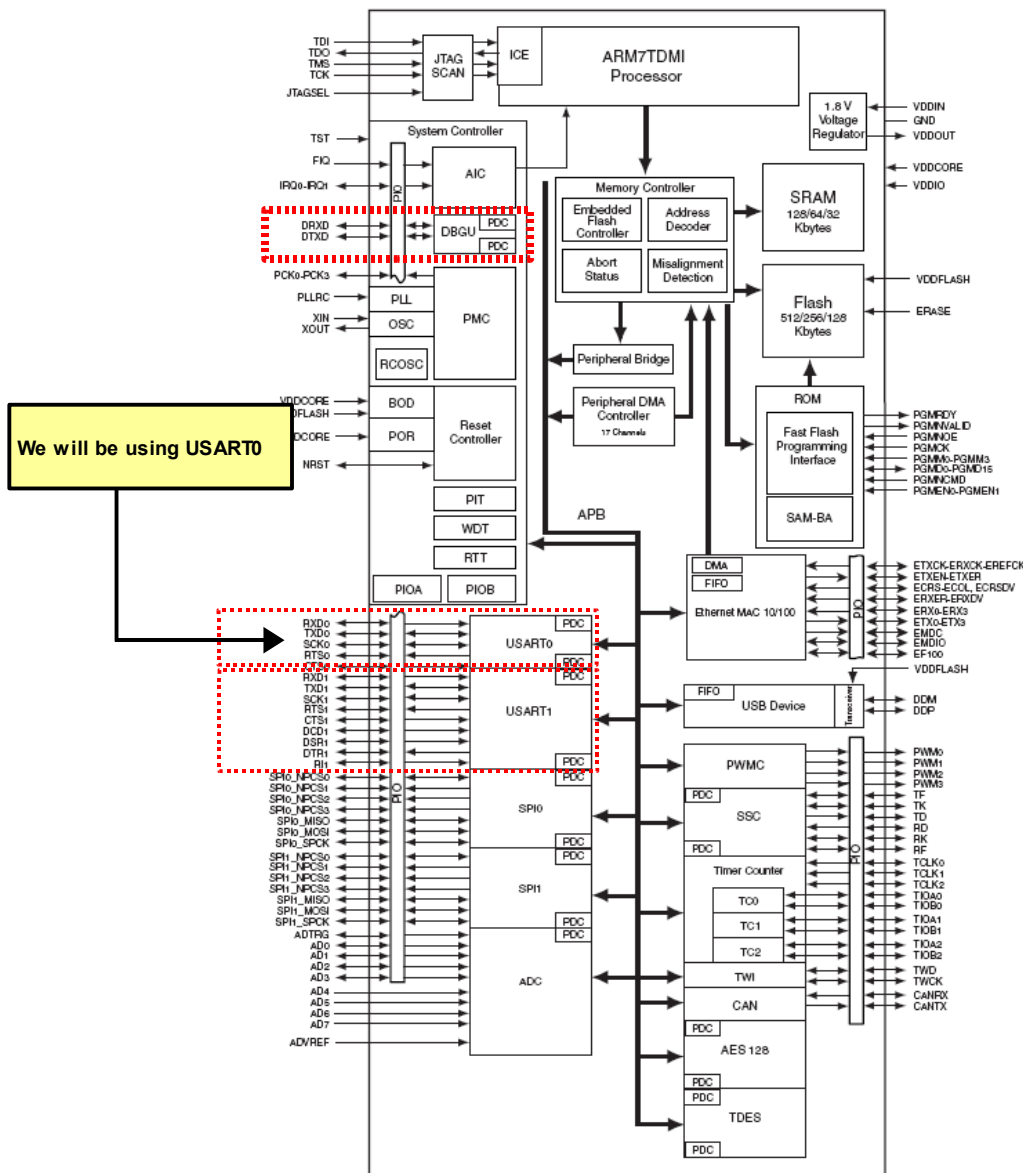 TDI
TDO
TMS
TCK
JTAGSEL
JTAG
SCAN
ICE
ARM7TDMI
Processor
1.8 V
Voltage
Regulator
VDDIN
GND
VDDOUT
VDDCORE
VDDIO
TST
FIQ
IRQ0-IRQ1
DRXD
DTXD
PCK0-PCK3
PLLRC
XIN
XOUT
System Controller
PIO
AIC
DBGU
PDC
PDC
PLL
OSC
PMC
RCOSC
VDDCORE
DDFLASH
DCORE
NRST
BOD
POR
Reset
Controller
PIT
WDT
RTT
PIOA
PIOB
We will be using USART0
Memory Controller
Embedded
Flash
Controller
Address
Decoder
Abort
Status
Misalignment
Detection
SRAM
128/64/32
Kbytes
Flash
512/256/128
Kbytes
VDDFLASH
ERASE
Peripheral Bridge
Peripheral DMA
Controller
17 Channels
APB
ROM
Fast Flash
Programming
Interface
SAM-BA
PGMRDY
PGMNVALID
PGMNOE
PGMCK
PGMM0-PGMM3
PGMD0-PGMD15
PGMNCMD
PGMEN0-PGMEN1
DMA
FIFO
Ethernet MAC 10/100
PIO
ETXCK-ERXCK-EREFCK
ETXEN-ETXER
ECRS-ECOL, ECRSDV
ERXER-ERXDV
ERX0-ERX3
ETX0-ETX3
EMDC
EMDIO
EF100
VDDFLASH
FIFO
USB Device
Transceiver
DDM
DDP
RXD0
TXD0
SCK0
RTS0
CTS0
RXD1
TXD1
SCK1
RTS1
CTS1
DCD1
DSR1
DTR1
RI1
SPI0_NPCS0
SPI0_NPCS1
SPI0_NPCS2
SPI0_NPCS3
SPI0_MISO
SPI0_MOSI
SPI0_SPCK
SPI1_NPCS0
SPI1_NPCS1
SPI1_NPCS2
SPI1_NPCS3
SPI1_MISO
SPI1_MOSI
SPI1_SPCK
ADTRG
AD0
AD1
AD2
AD3
AD4
AD5
AD6
AD7
ADVREF
PIO
PDC
USART0
PDC
PDC
USART1
PDC
PDC
SPI0
PDC
PDC
SPI1
PDC
PDC
ADC
PWMC
PDC
SSC
PDC
Timer Counter
TC0
TC1
TC2
TWI
CAN
PDC
AES 128
PDC
PDC
TDES
PDC
PIO
PWM0
PWM1
PWM2
PWM3
TF
TK
TD
RD
RK
RF
TCLK0
TCLK1
TCLK2
TIOA0
TIOB0
TIOA1
TIOB1
TIOA2
TIOB2
TWD
TWCK
CANRX
CANTX